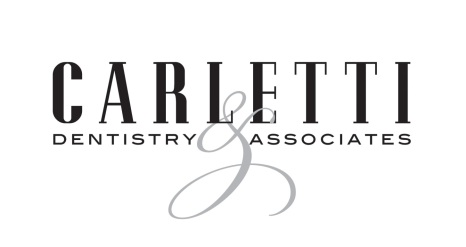 CARLETTI
DENTISTRY & ASSOCIATES